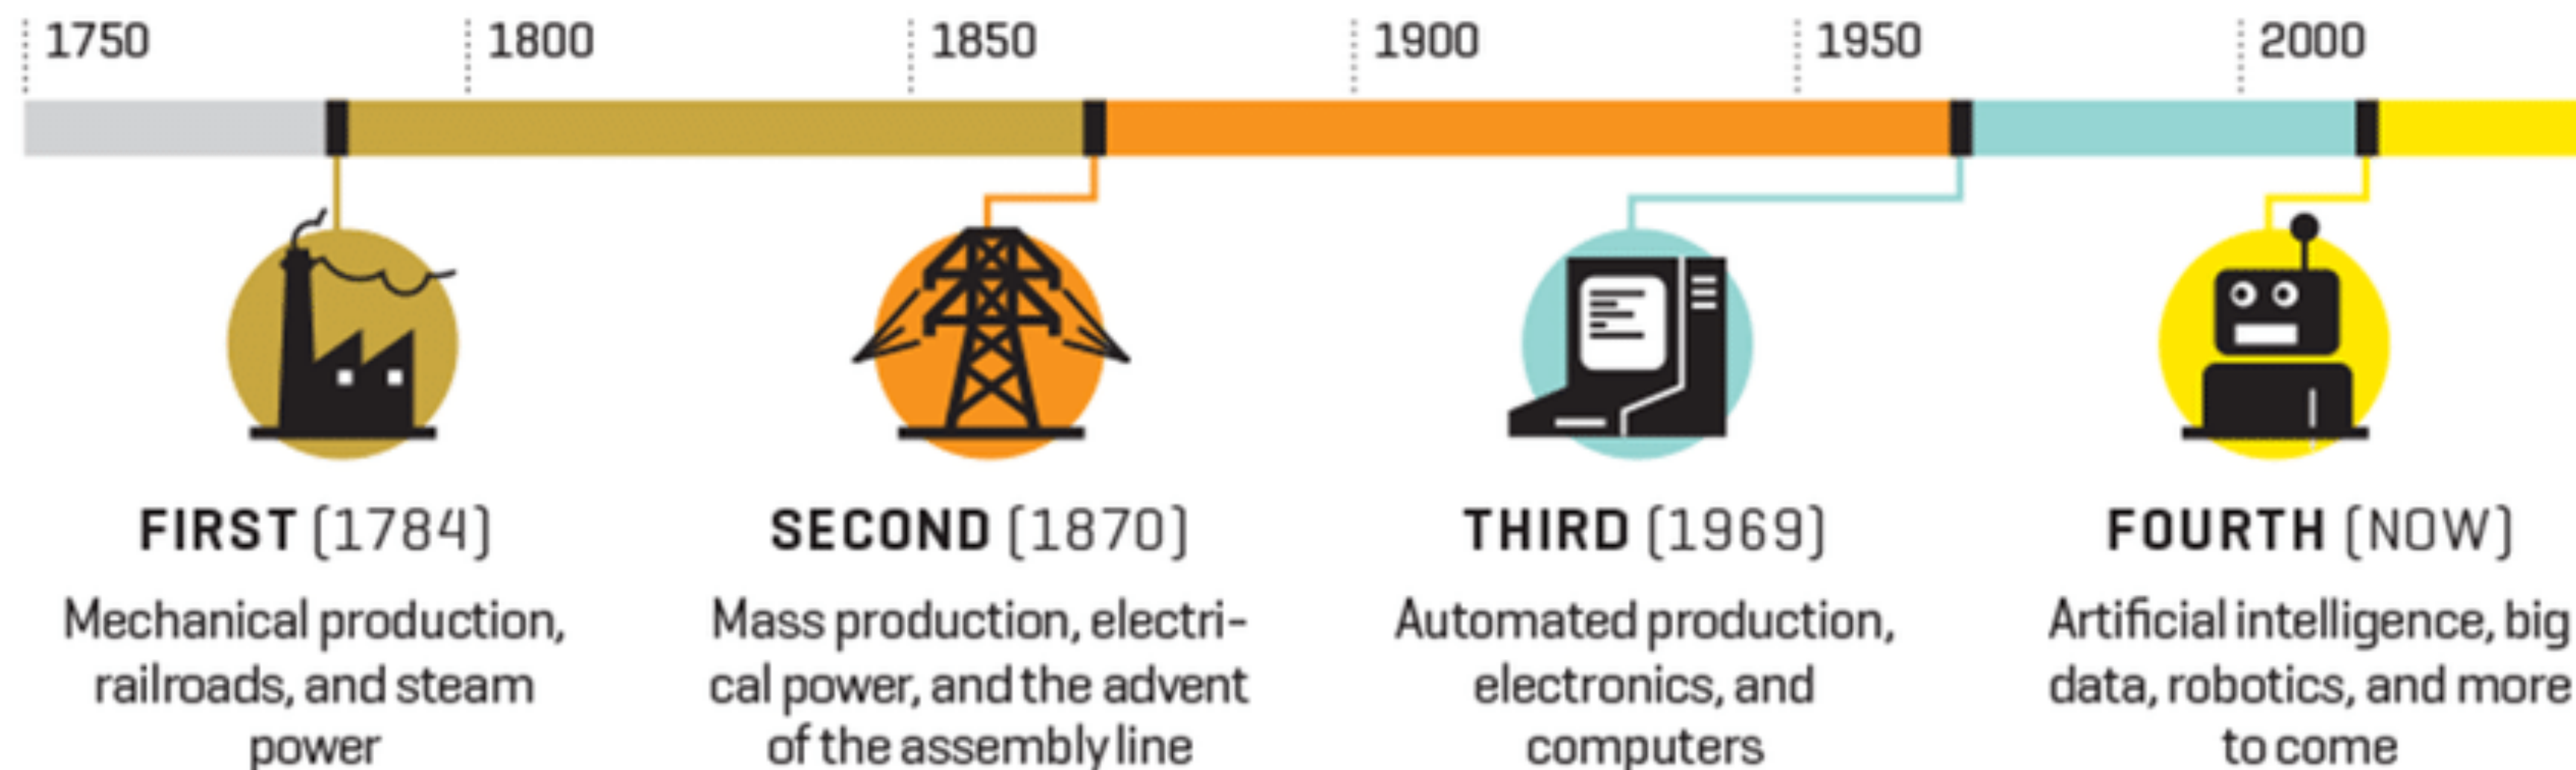 1750 1800 1850 1900 1950 2000
FIRST (1784)
Mechanical production,
railroads, and steam
power
SECOND (1870)
Mass production, electri-
cal power, and the advent
of the assembly line
THIRD (1969)
Automated production,
electronics, and
computers
FOURTH (NOW)
Artificial intelligence, big
data, robotics, and more
to come